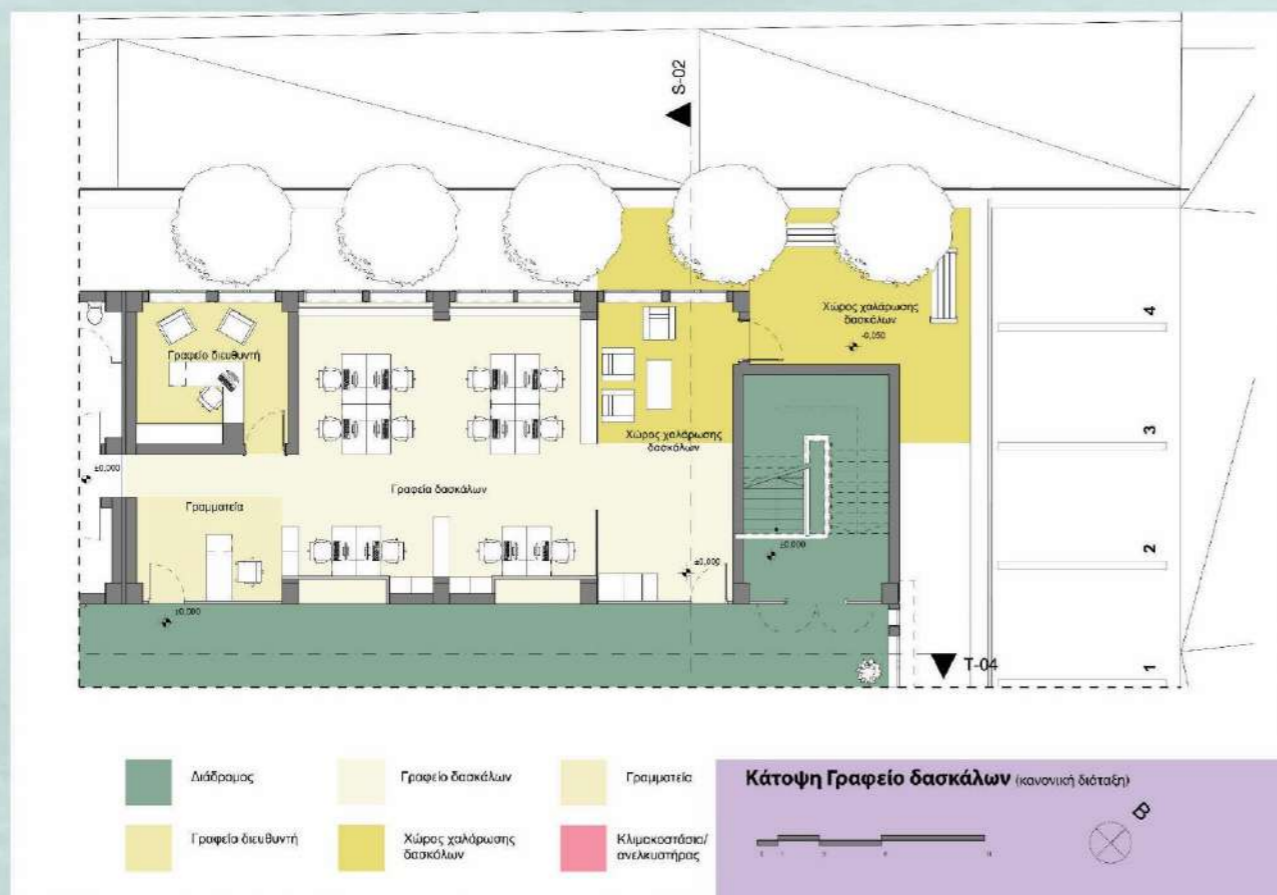 S-02
Χώρος χαλάρωσης
δασκάλων
-0,050
Γραφείο διευθυντή
Χώρος χαλάρωσης
δασκάλων
±0,000
Γραφεία δασκάλων
Γραμματεία
±0,000
±0,000
±0,000
4
3
2
1
T-04
Διάδρομος
Γραφείο δασκάλων
Γραμματεία
Γραφείο διευθυντή
Χώρος χαλάρωσης
δασκάλων
Κλιμακοστάσιο/
ανελκυστήρας
Κάτοψη Γραφείο δασκάλων (κανονική διάταξη)
B